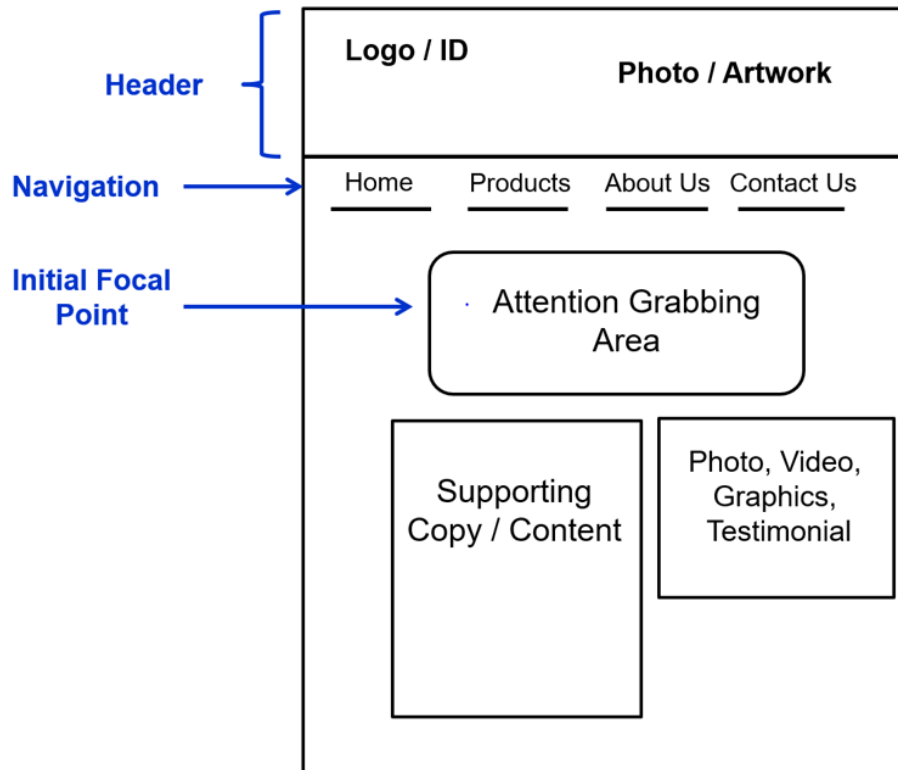 Logo / ID
Photo / Artwork
Header
Navigation
Home Products About Us Contact Us
Initial Focal
Point
Attention Grabbing
Area
Supporting
Copy / Content
Photo, Video,
Graphics,
Testimonial